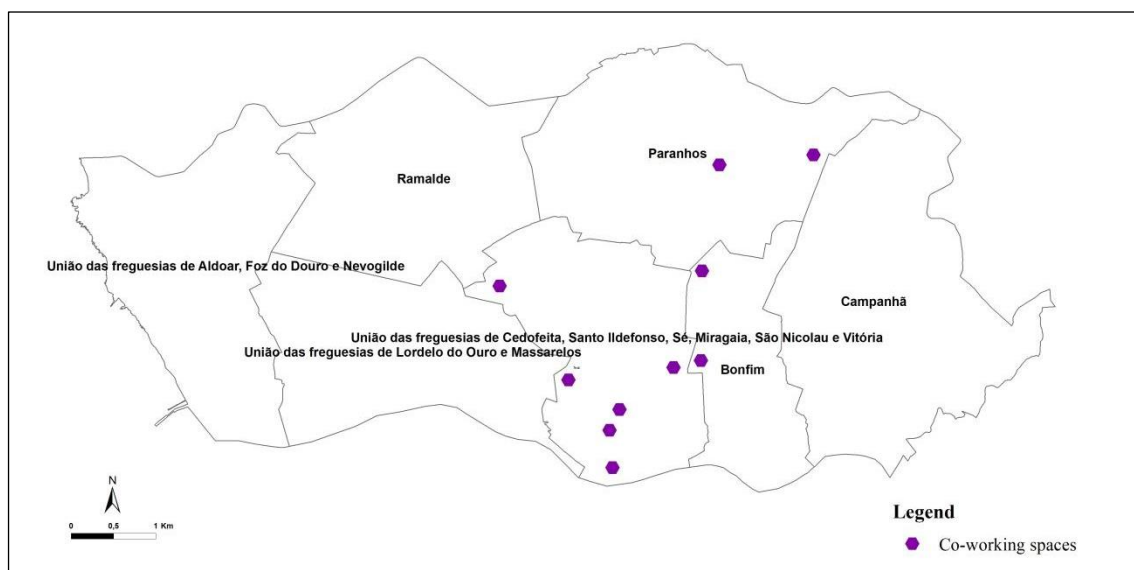 Paranhos
Ramalde
União das freguesias de Aldoar, Foz do Douro e Nevogilde
Campanhã
União das freguesias de Cedofeita, Santo Ildefonso, Sé, Miragaia, São Nicolau e Vitória
União das freguesias de Lordelo do Ouro e Massarelos
Bonfim
N
0 0,5 1 Km
Legend
Co-working spaces